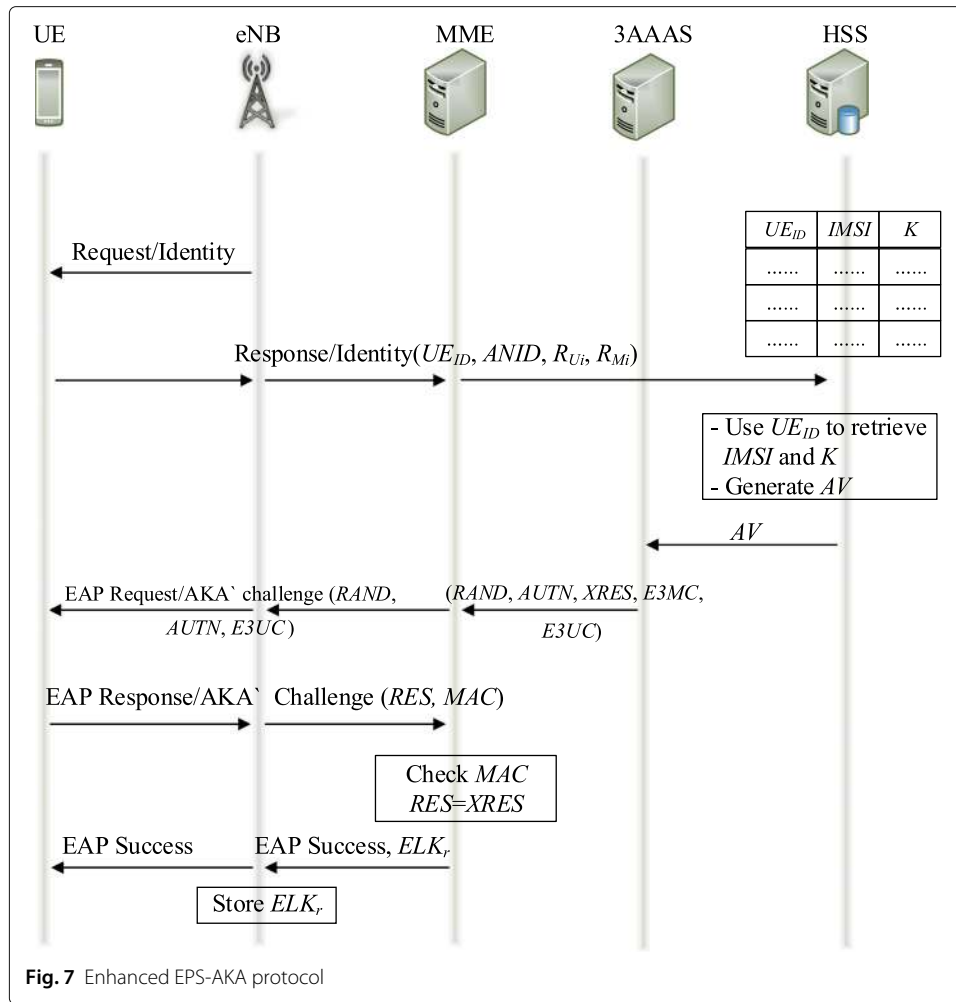 UE eNB MME 3AAAS HSS
UE_ID IMSI K
...... ...... ......
...... ...... ......
...... ...... ......
Request/Identity
Response/Identity(UE_ID, ANID, R_Ui, R_Mi)
- Use UE_ID to retrieve
IMSI and K
- Generate AV
AV
EAP Request/AKA` challenge (RAND,
AUTN, E3UC)
(RAND, AUTN, XRES, E3MC,
E3UC)
EAP Response/AKA` Challenge (RES, MAC)
Check MAC
RES=XRES
EAP Success EAP Success, ELK_r
Store ELK_r
Fig. 7 Enhanced EPS-AKA protocol